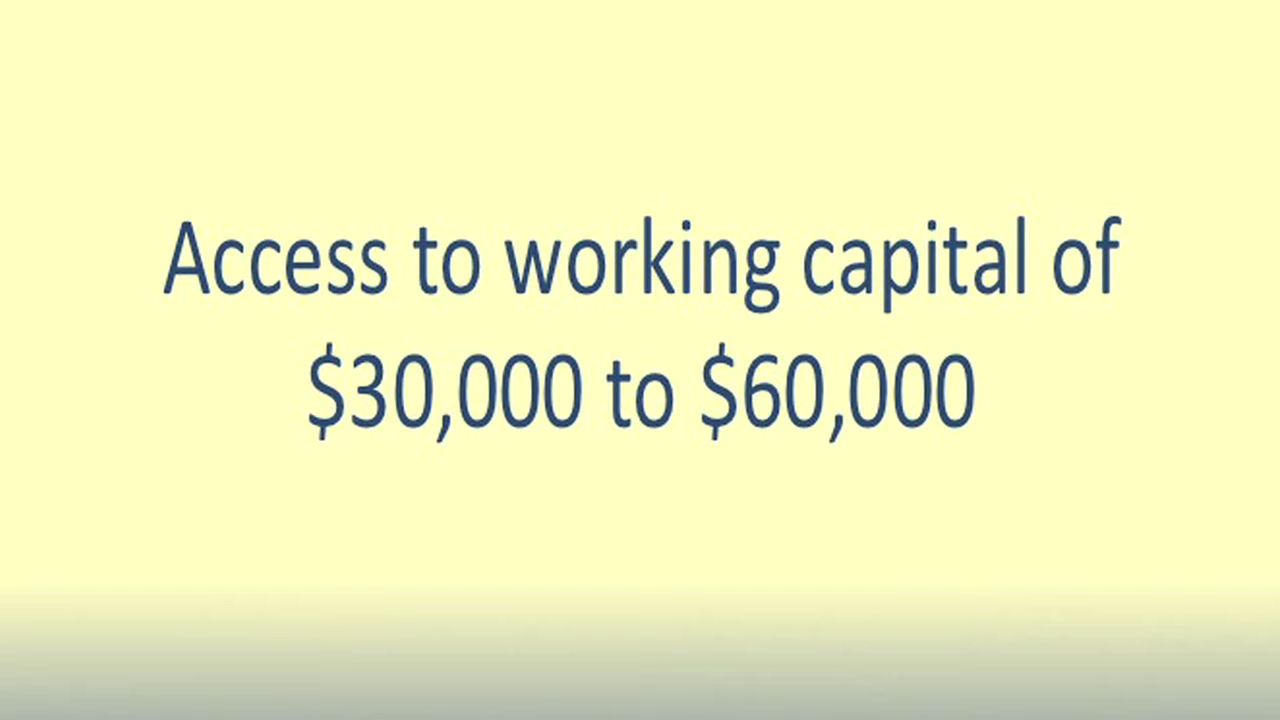 Access to working capital of
$30,000 to $60,000